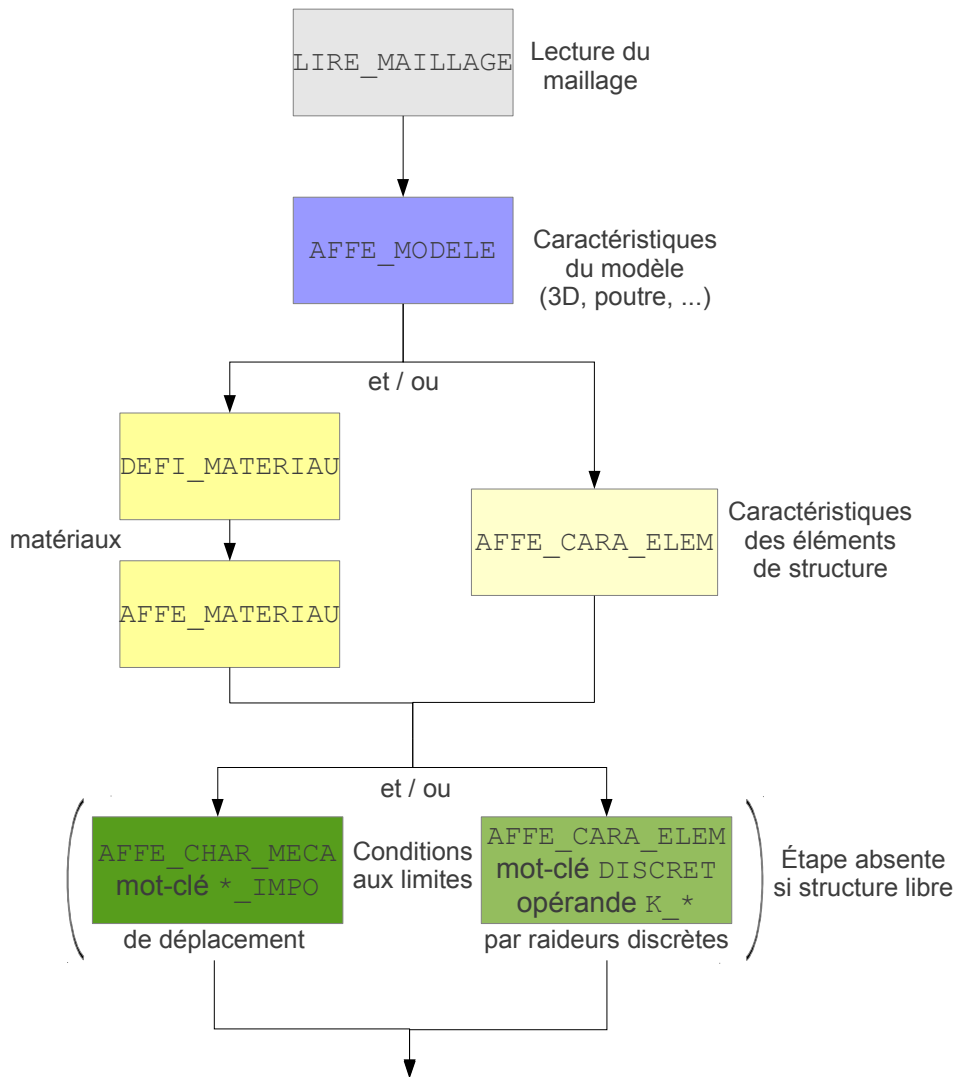 LIRE_MAILLAGE
Lecture du
maillage
AFFE_MODELE
Caractéristiques
du modèle
(3D, poutre, ...)
et / ou
DEFI_MATERIAU
matériaux
AFFE_MATERIAU
AFFE_CARA_ELEM
Caractéristiques
des éléments
de structure
et / ou
AFFE_CHAR_MECA
mot-clé *_IMPO
de déplacement
Conditions
aux limites
AFFE_CARA_ELEM
mot-clé DISCRET
opérande K_*
par raideurs discrètes
Étape absente
si structure libre